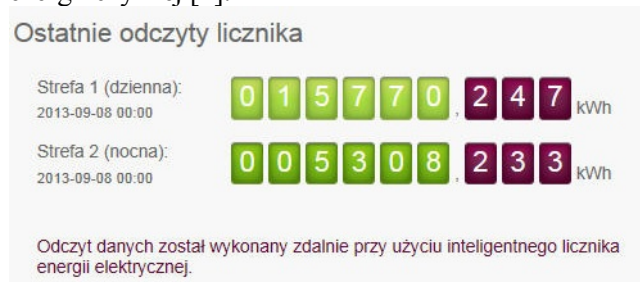 Ostatnie odczyty licznika
Strefa 1 (dzienna):
2013-09-08 00:00
015770,247 kWh
Strefa 2 (nocna):
2013-09-08 00:00
005308,233 kWh
Odczyt danych został wykonany zdalnie przy użyciu inteligentnego licznika
energii elektrycznej.